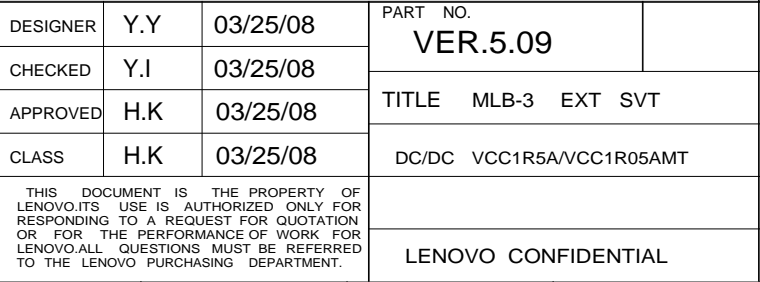 DESIGNER Y.Y 03/25/08
CHECKED Y.I 03/25/08
APPROVED H.K 03/25/08
CLASS H.K 03/25/08
THIS DOCUMENT IS THE PROPERTY OF
LENOVO.ITS USE IS AUTHORIZED ONLY FOR
RESPONDING TO A REQUEST FOR QUOTATION
OR FOR THE PERFORMANCE OF WORK FOR
LENOVO.ALL QUESTIONS MUST BE REFERRED
TO THE LENOVO PURCHASING DEPARTMENT.
PART NO.
VER.5.09
TITLE MLB-3 EXT SVT
DC/DC VCC1R5A/VCC1R05AMT
LENOVO CONFIDENTIAL